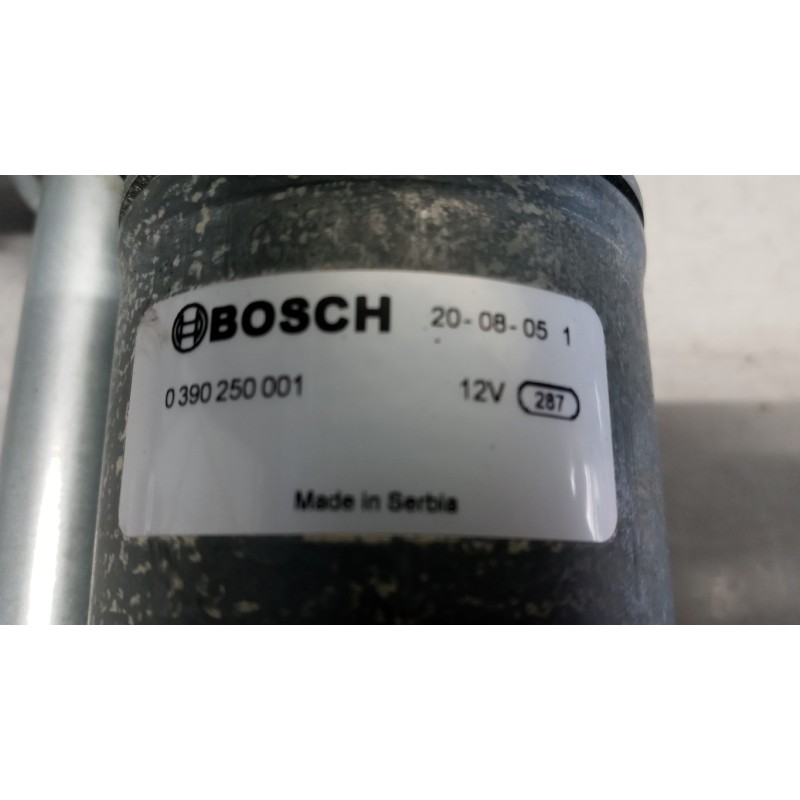 BOSCH 20-08-05 1
0 390 250 001 12V 287
Made in Serbia